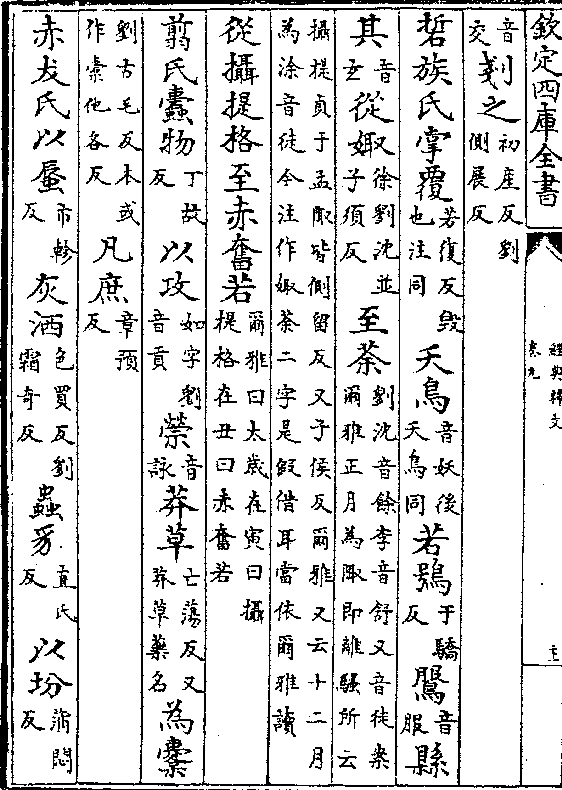 欽定四庫全書
經典釋文
卷九
音交剗之初産反劉側展反
硩族氏掌覆芳復反毁也注同夭鳥音妖後夭鳥同若鴞于驕反鵩音服縣
其音玄從娵徐劉沈並子須反至荼劉沈音餘李音舒又音徒案爾雅正月為陬即離騷所云
攝提貞于孟陬皆側留反又子侯反爾雅又云十二月為涂音徒今注作娵荼二字是假借耳當依爾雅讀
從攝提格至赤奮若爾雅曰太歲在寅曰攝提格在丑曰赤奮若
翦氏蠹物丁故反以攻如字劉音貢禜音詠莽草亡蕩反又莽草藥名為櫜
劉古毛反本或作橐他各反凡庶章預反
赤犮氏以蜃市軫反灰洒色買反劉霜奇反蟲豸直氏反以坋蒲悶反